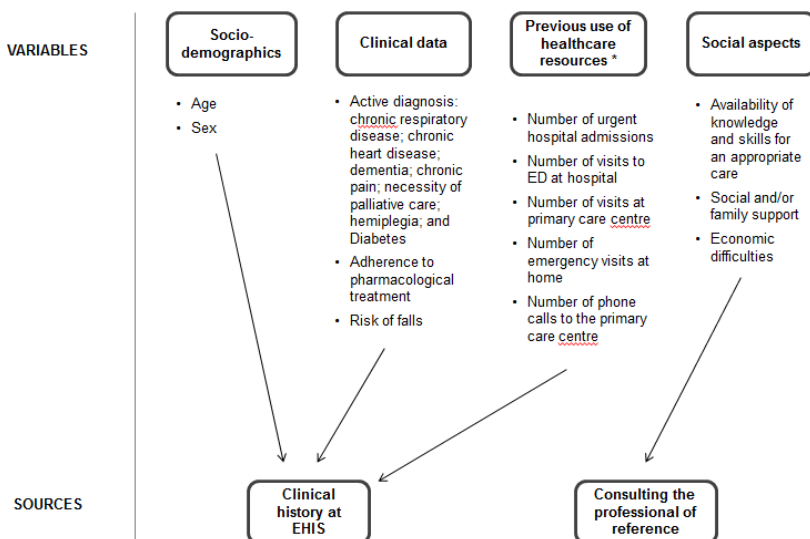 VARIABLES
Socio-
demographics
• Age
• Sex
Clinical data
• Active diagnosis:
chronic respiratory
disease; chronic
heart disease;
dementia; chronic
pain; necessity of
palliative care;
hemiplegia; and
Diabetes
• Adherence to
pharmacological
treatment
• Risk of falls
Previous use of
healthcare
resources *
• Number of urgent
hospital admissions
• Number of visits to
ED at hospital
• Number of visits at
primary care centre
• Number of
emergency visits at
home
• Number of phone
calls to the primary
care centre
Social aspects
• Availability of
knowledge
and skills for
an appropriate
care
• Social and/or
family support
• Economic
difficulties
SOURCES
Clinical
history at
EHIS
Consulting the
professional of
reference